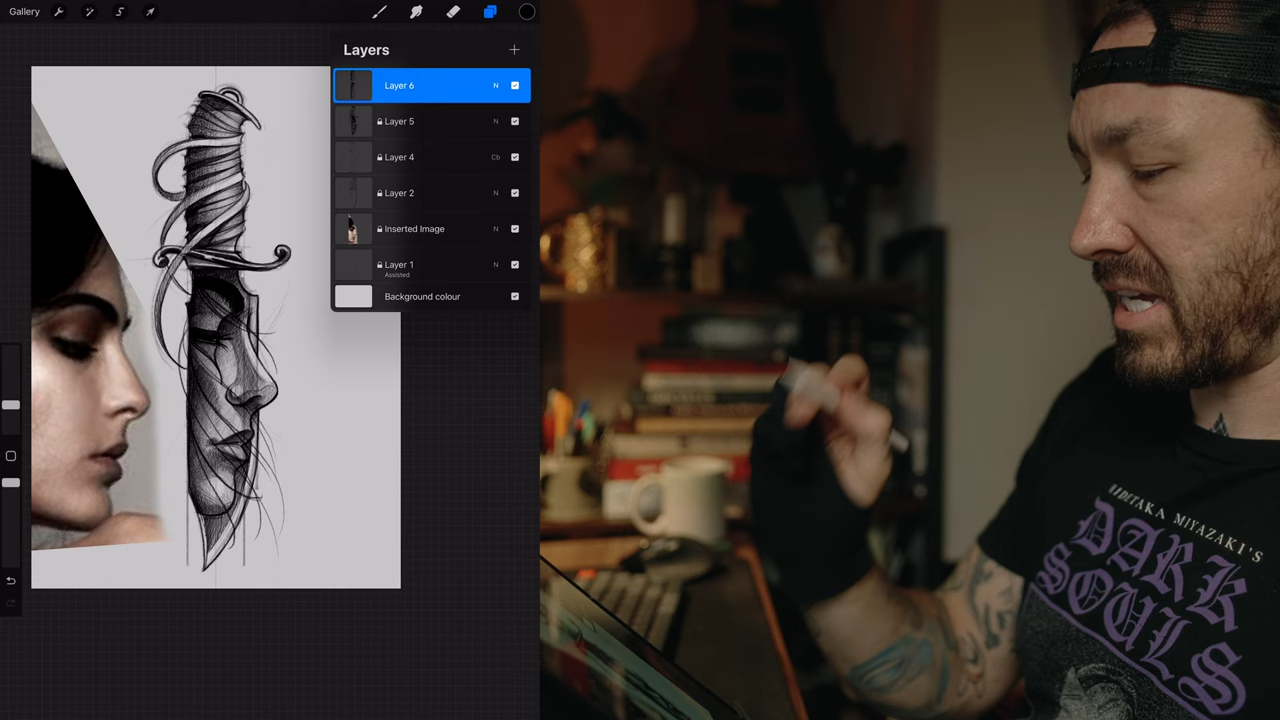 Gallery
Layers
Layer 6 N
Layer 5 N
Layer 4 Cb
Layer 2 N
Inserted Image N
Layer 1 N
Assisted
Background colour
HIDETAKA MIYAZAKI'S
DARK
SOULS